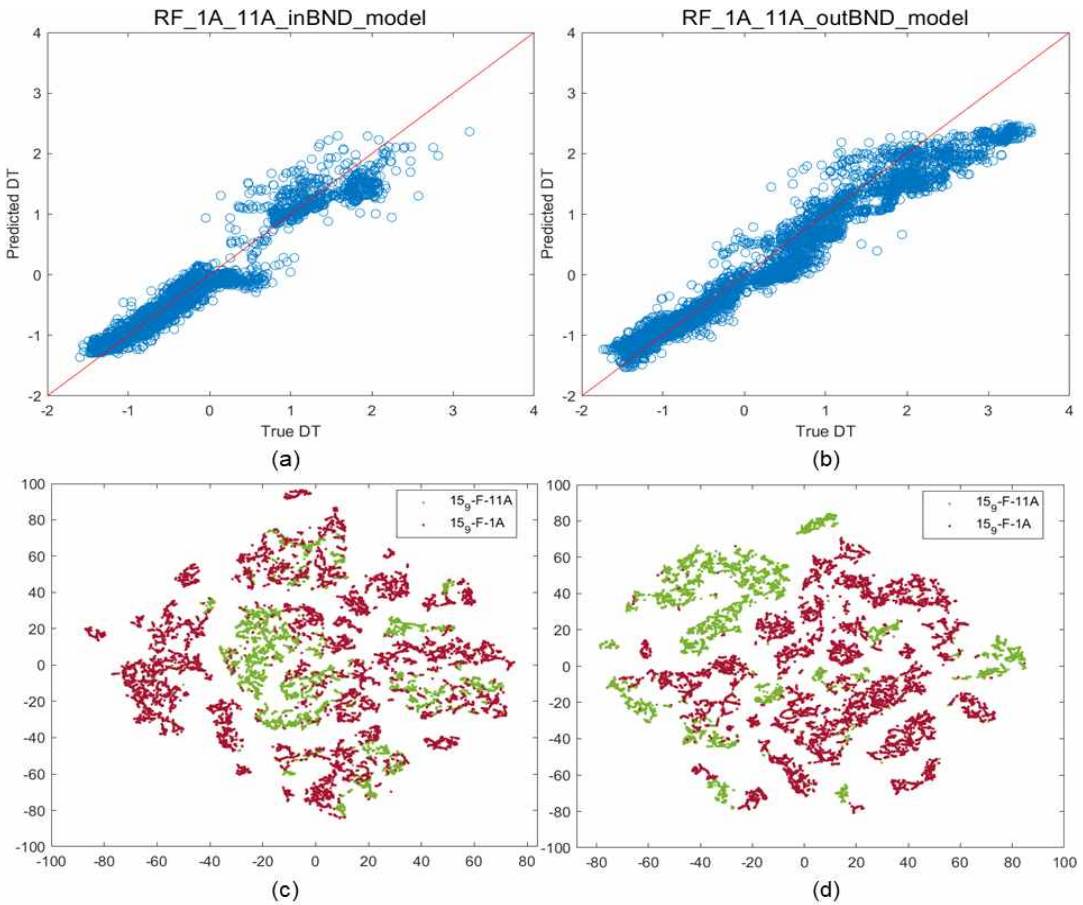 RF_1A_11A_inBND_model
4
3
2
1
0
-1
-2
Predicted DT
-2 -1 0 1 2 3 4
True DT
(a)
RF_1A_11A_outBND_model
4
3
2
1
0
-1
-2
Predicted DT
-2 -1 0 1 2 3 4
True DT
(b)
100
80
60
40
20
0
-20
-40
-60
-80
-100
15₉-F-11A
15₉-F-1A
-100 -80 -60 -40 -20 0 20 40 60 80
(c)
100
80
60
40
20
0
-20
-40
-60
-80
-100
15₉-F-11A
15₉-F-1A
-80 -60 -40 -20 0 20 40 60 80 100
(d)